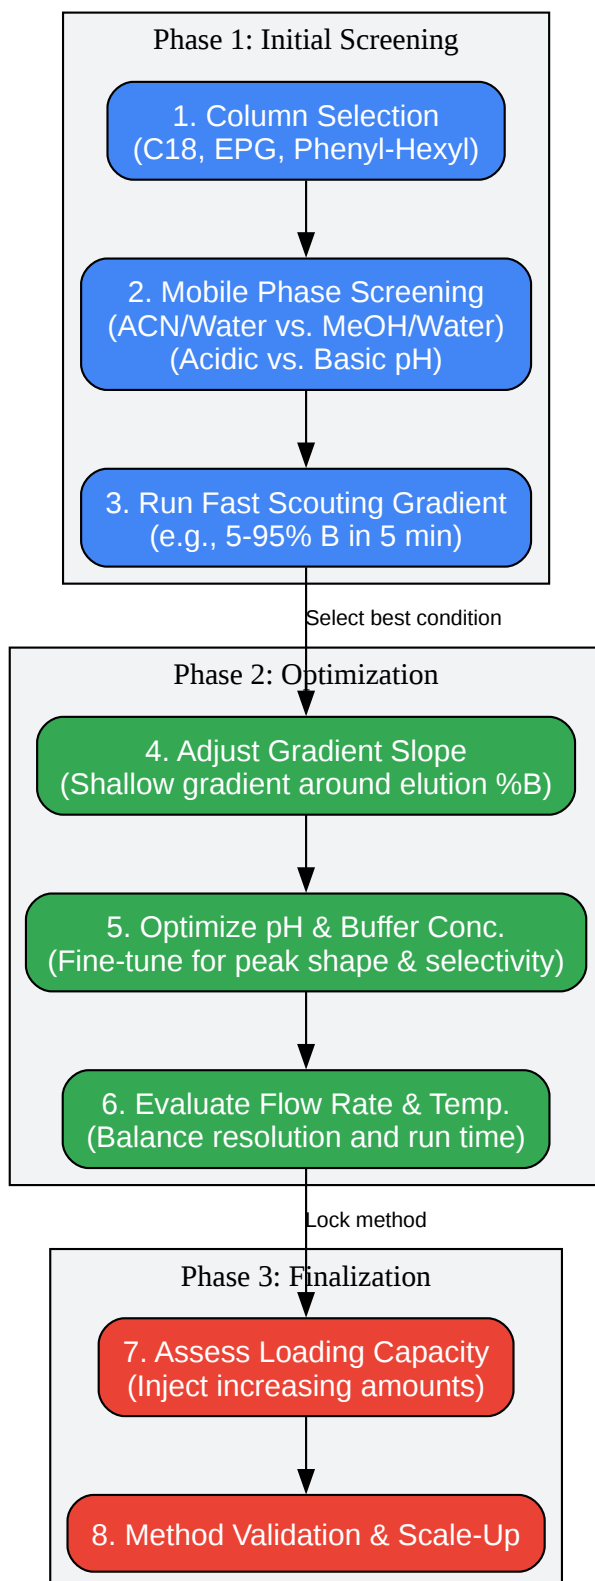 Phase 1: Initial Screening
1. Column Selection
(C18, EPG, Phenyl-Hexyl)
2. Mobile Phase Screening
(ACN/Water vs. MeOH/Water)
(Acidic vs. Basic pH)
3. Run Fast Scouting Gradient
(e.g., 5-95% B in 5 min)
Select best condition
Phase 2: Optimization
4. Adjust Gradient Slope
(Shallow gradient around elution %B)
5. Optimize pH & Buffer Conc.
(Fine-tune for peak shape & selectivity)
6. Evaluate Flow Rate & Temp.
(Balance resolution and run time)
Lock method
Phase 3: Finalization
7. Assess Loading Capacity
(Inject increasing amounts)
8. Method Validation & Scale-Up